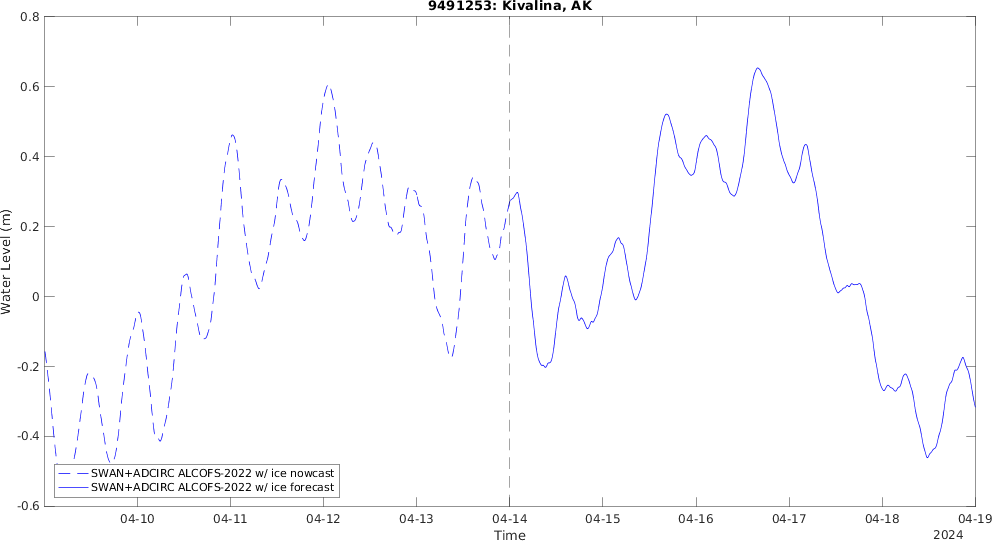 9491253: Kivalina, AK
0.8
0.6
0.4
0.2
0
-0.2
-0.4
-0.6
Water Level (m)
SWAN+ADCIRC ALCOFS-2022 w/ ice nowcast
SWAN+ADCIRC ALCOFS-2022 w/ ice forecast
04-10 04-11 04-12 04-13 04-14 04-15 04-16 04-17 04-18 04-19
Time
2024